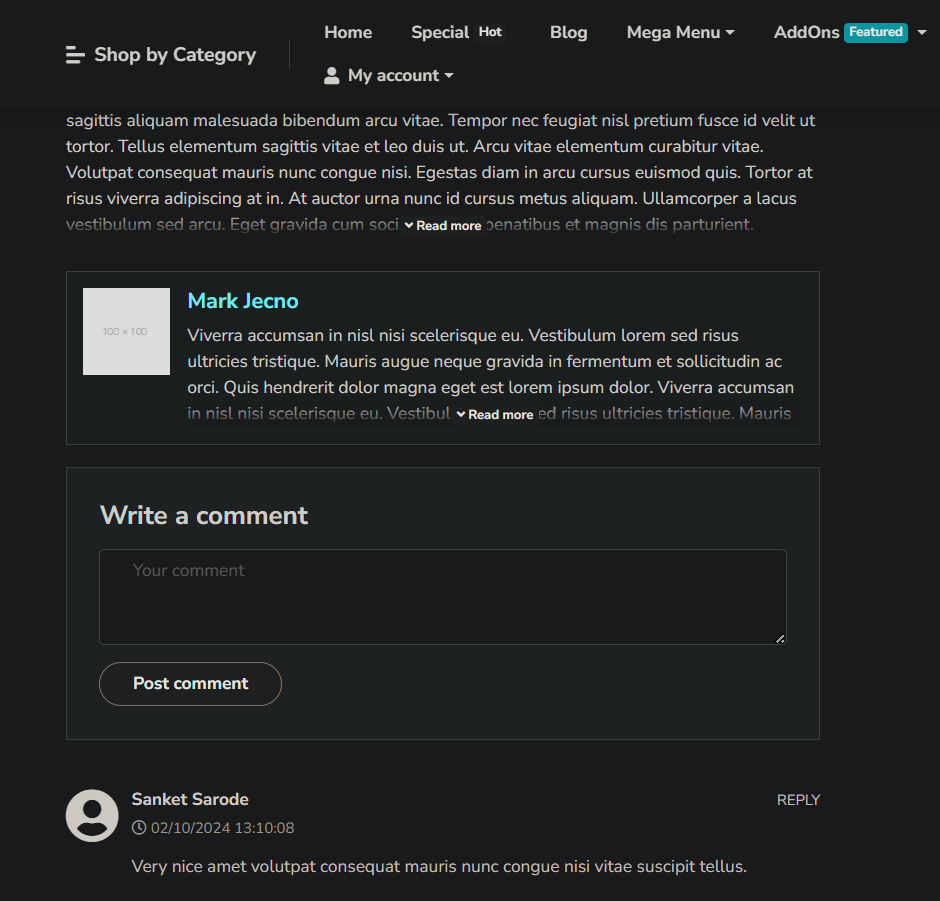 Shop by Category
Home Special Hot Blog Mega Menu AddOns Featured
My account
sagittis aliquam malesuada bibendum arcu vitae. Tempor nec feugiat nisl pretium fusce id velit ut
tortor. Tellus elementum sagittis vitae et leo duis ut. Arcu vitae elementum curabitur vitae.
Volutpat consequat mauris nunc congue nisi. Egestas diam in arcu cursus euismod quis. Tortor at
risus viverra adipiscing at in. At auctor urna nunc id cursus metus aliquam. Ullamcorper a lacus
vestibulum sed arcu. Eget gravida cum soci Read more penatibus et magnis dis parturient.
Mark Jecno
100 × 100
Viverra accumsan in nisl nisi scelerisque eu. Vestibulum lorem sed risus
ultricies tristique. Mauris augue neque gravida in fermentum et sollicitudin ac
orci. Quis hendrerit dolor magna eget est lorem ipsum dolor. Viverra accumsan
in nisl nisi scelerisque eu. Vestibul Read more ed risus ultricies tristique. Mauris
Write a comment
Your comment
Post comment
Sanket Sarode
REPLY
02/10/2024 13:10:08
Very nice amet volutpat consequat mauris nunc congue nisi vitae suscipit tellus.